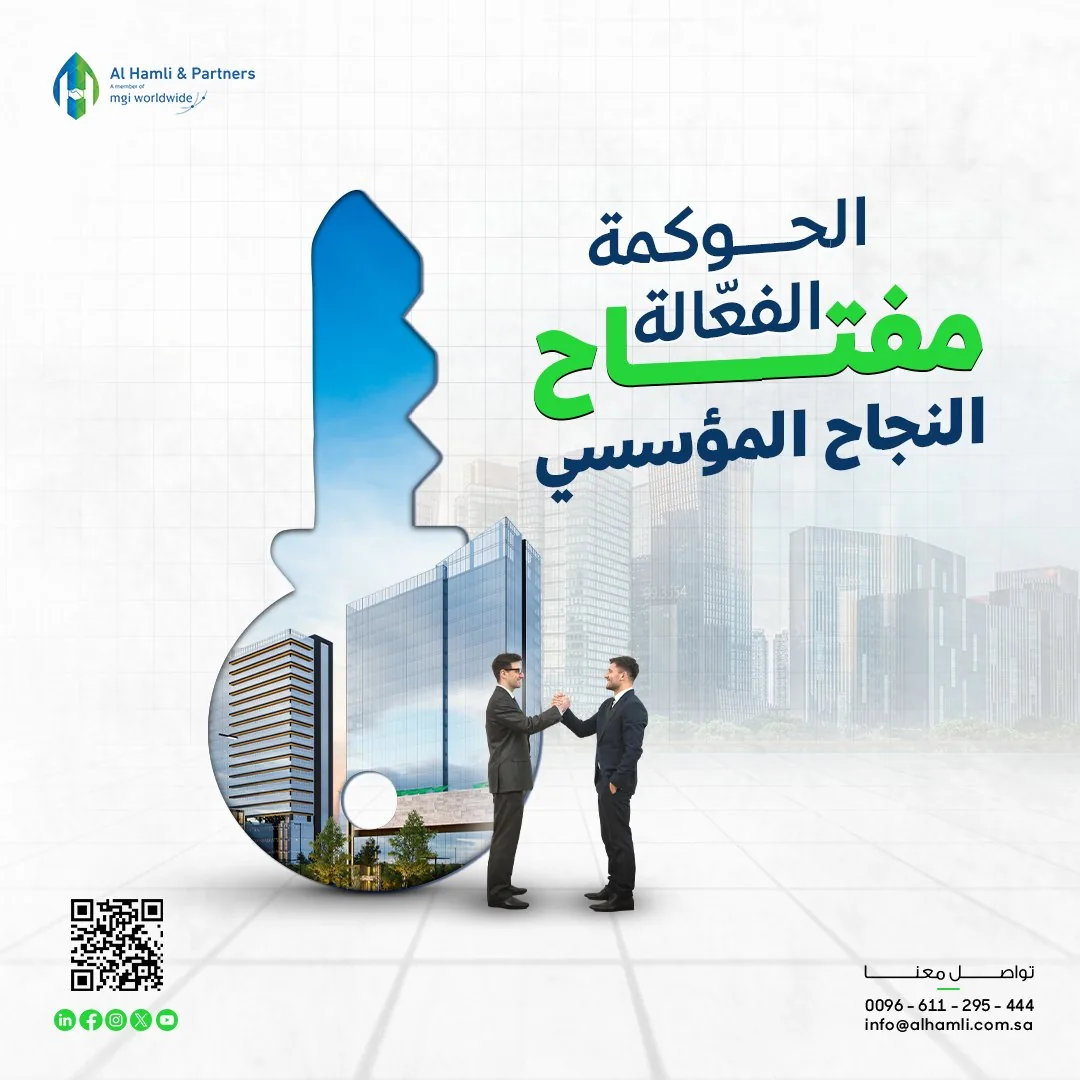 Al Hamli & Partners
A member of
mgi worldwide
الحوكمة
الفعّالة
مفتاح
النجاح المؤسسي
تواصل معنا
0096 - 611 - 295 - 444
info@alhamli.com.sa